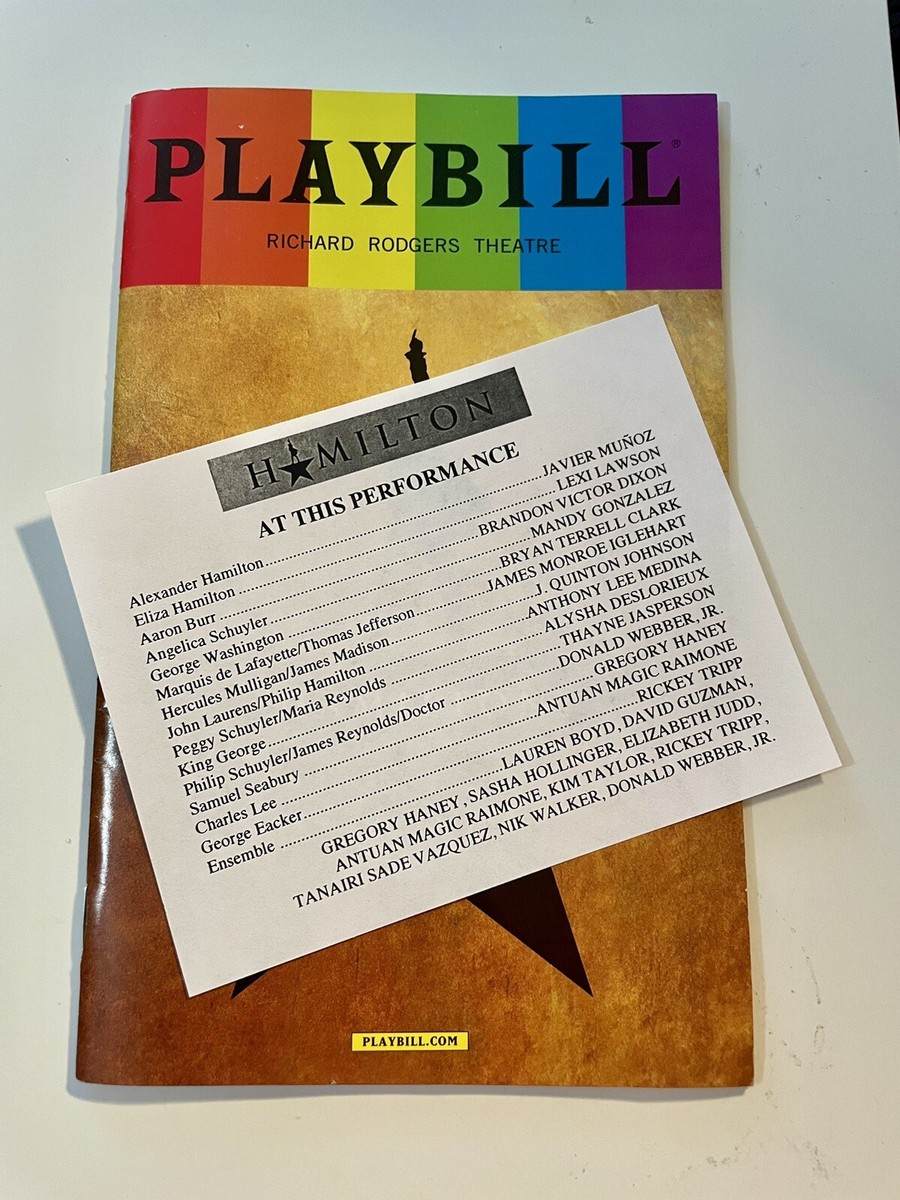 PLAYBILL®
RICHARD RODGERS THEATRE
HAMILTON
AT THIS PERFORMANCE
Alexander Hamilton........................................JAVIER MUÑOZ
Eliza Hamilton ........................................LEXI LAWSON
Aaron Burr ........................................BRANDON VICTOR DIXON
Angelica Schuyler........................................MANDY GONZALEZ
George Washington ........................................BRYAN TERRELL CLARK
Marquis de Lafayette/Thomas Jefferson ....................JAMES MONROE IGLEHART
Hercules Mulligan/James Madison..............................J. QUINTON JOHNSON
John Laurens/Philip Hamilton ..............................ANTHONY LEE MEDINA
Peggy Schuyler/Maria Reynolds ..............................ALYSHA DESLORIEUX
King George........................................THAYNE JASPERSON
Philip Schuyler/James Reynolds/Doctor ....................DONALD WEBBER, JR.
Samuel Seabury ........................................GREGORY HANEY
Charles Lee ........................................ANTUAN MAGIC RAIMONE
George Eacker........................................RICKEY TRIPP
Ensemble ........................................LAUREN BOYD, DAVID GUZMAN,
GREGORY HANEY , SASHA HOLLINGER, ELIZABETH JUDD,
ANTUAN MAGIC RAIMONE, KIM TAYLOR, RICKEY TRIPP,
TANAIRI SADE VAZQUEZ, NIK WALKER, DONALD WEBBER, JR.
PLAYBILL.COM